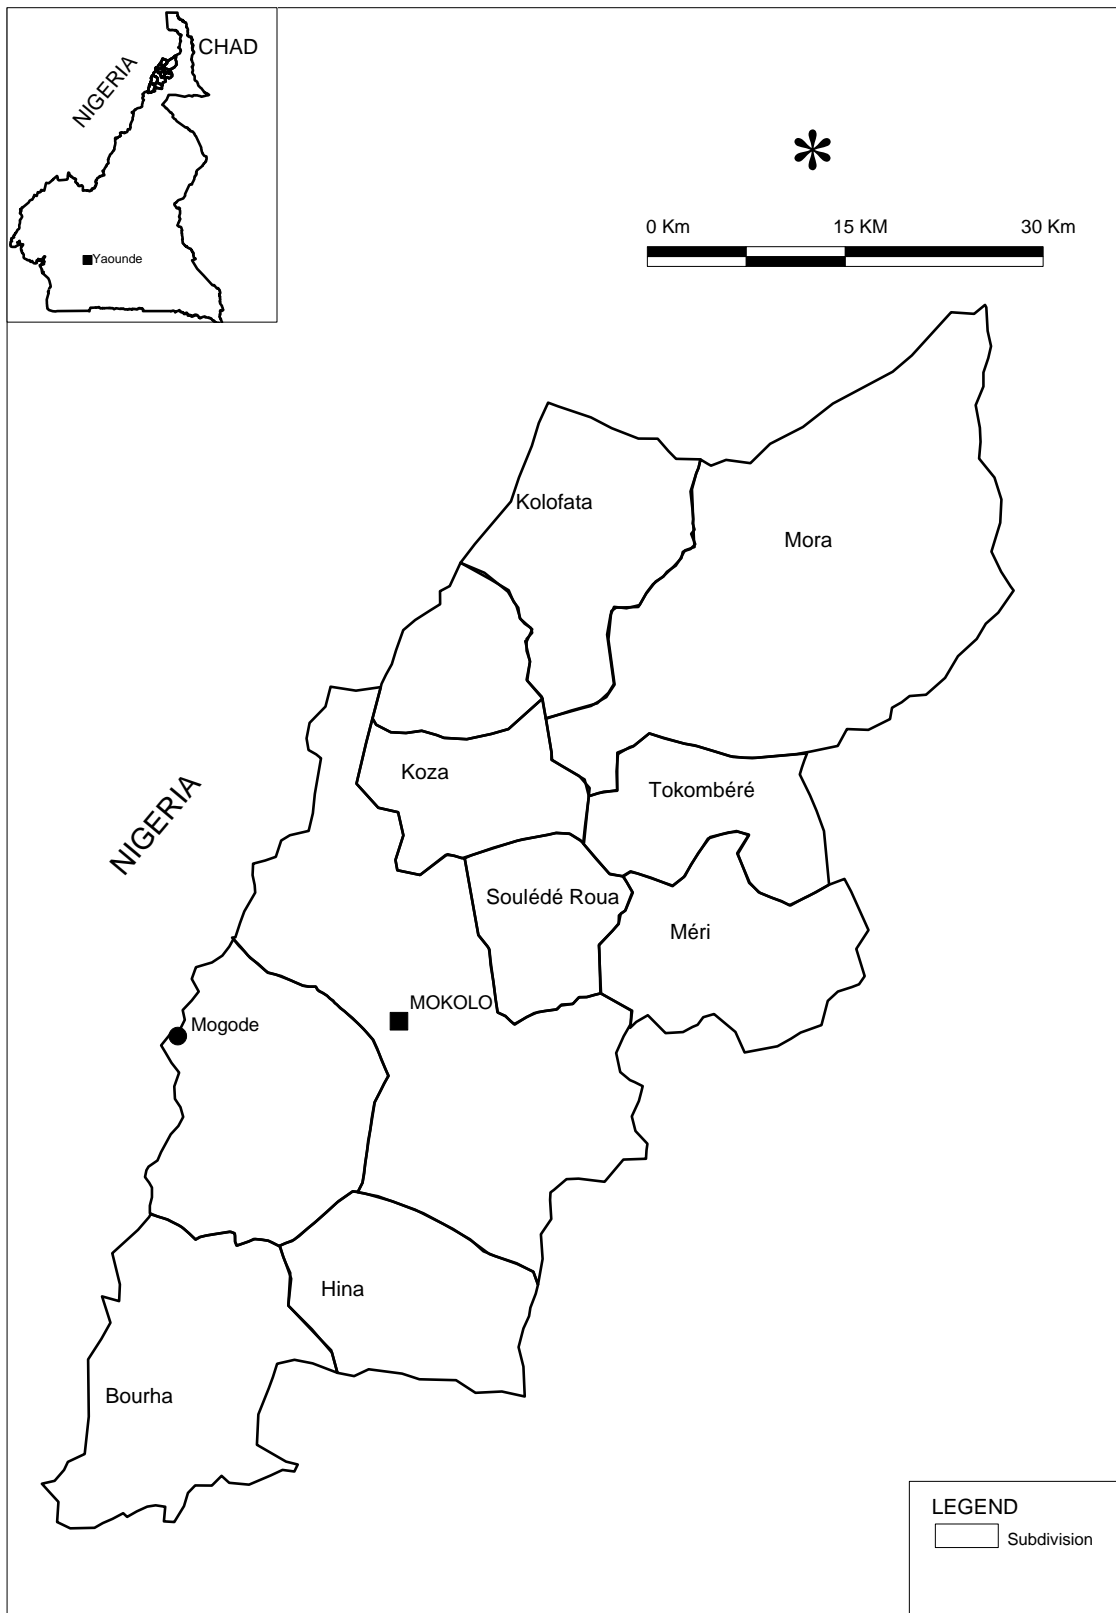 CHAD
NIGERIA
Yaounde
0 Km 15 KM 30 Km
Kolofata
Mora
Koza
Tokombéré
NIGERIA
Soulédé Roua
Méri
MOKOLO
Mogode
Hina
Bourha
LEGEND
Subdivision